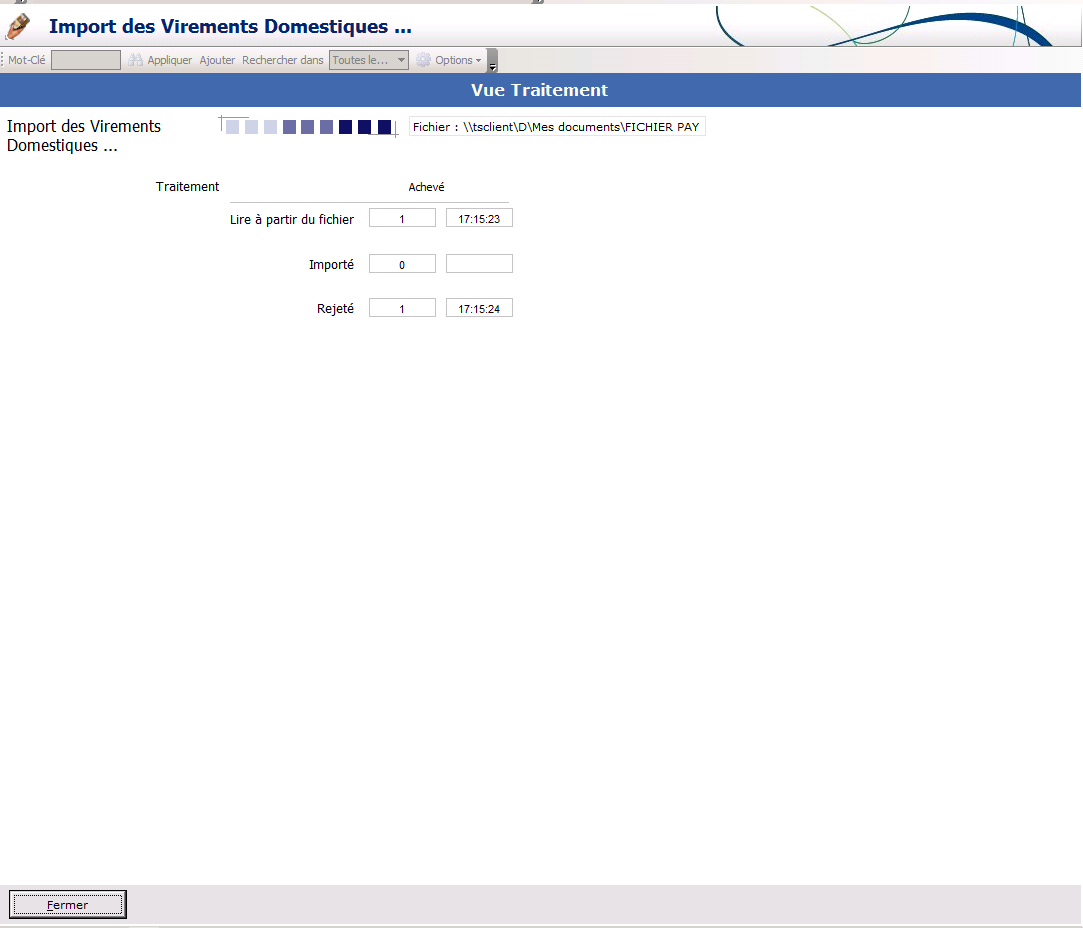 Import des Virements Domestiques ...
Mot-Clé Appliquer Ajouter Rechercher dans Toutes le... Options
Vue Traitement
Import des Virements
Domestiques ...
Fichier : \\tsclient\D\Mes documents\FICHIER PAY
Traitement Achevé
Lire à partir du fichier 1 17:15:23
Importé 0
Rejeté 1 17:15:24
Fermer